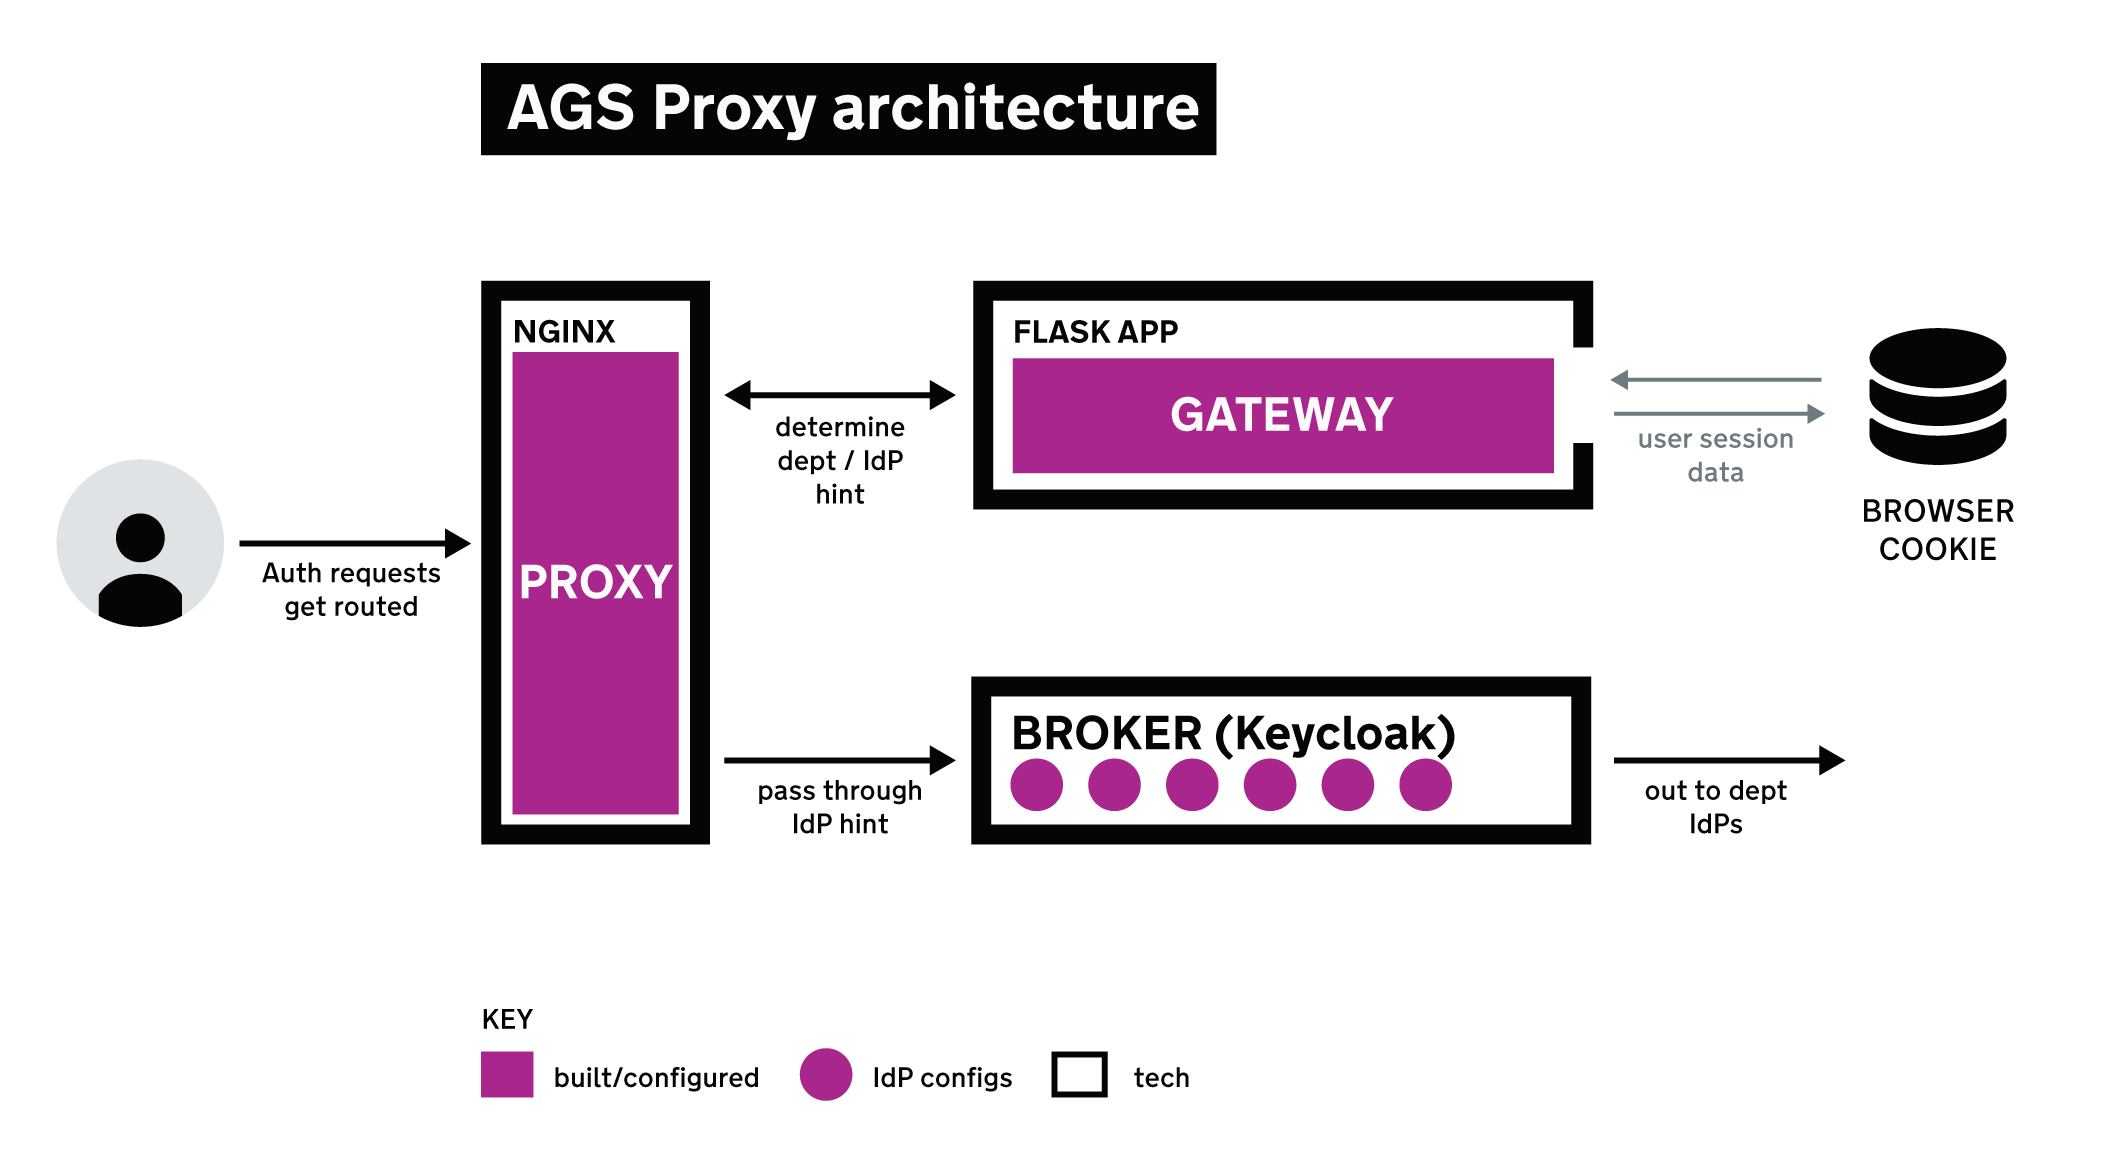 AGS Proxy architecture
NGINX
PROXY
FLASK APP
GATEWAY
determine
dept / IdP
hint
user session
data
BROWSER
COOKIE
Auth requests
get routed
BROKER (Keycloak)
pass through
IdP hint
out to dept
IdPs
KEY
built/configured
IdP configs
tech